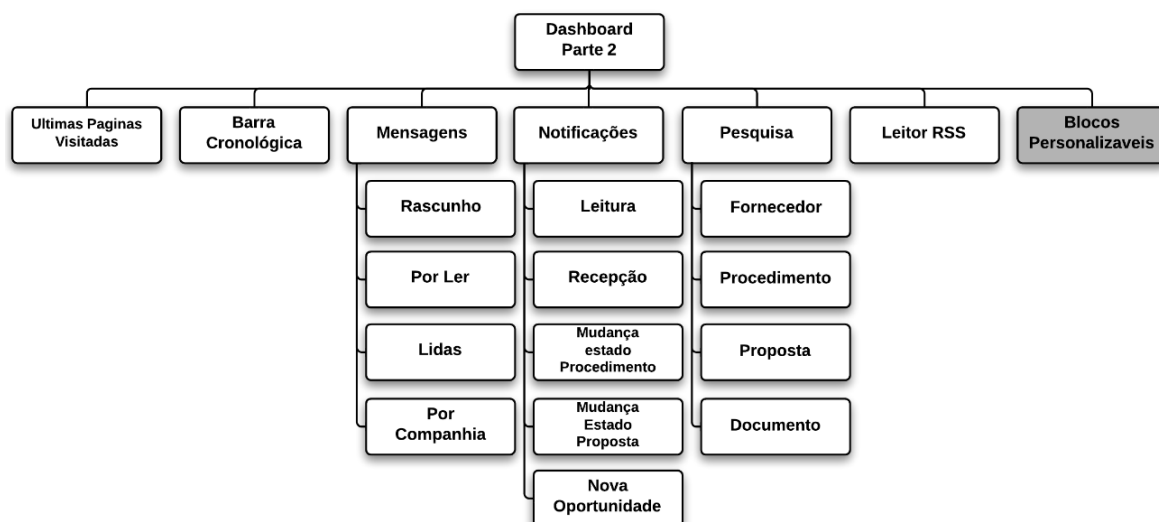 Dashboard
Parte 2
Ultimas Paginas
Visitadas
Barra
Cronológica
Mensagens
Notificações
Pesquisa
Leitor RSS
Blocos
Personalizaveis
Rascunho
Por Ler
Lidas
Por
Companhia
Leitura
Recepção
Mudança
estado
Procedimento
Mudança
Estado
Proposta
Nova
Oportunidade
Fornecedor
Procedimento
Proposta
Documento